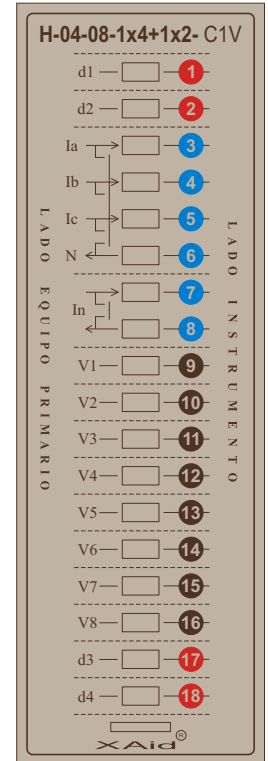 H-04-08-1x4+1x2- C1V
d1 1
d2 2
Ia 3
Ib 4
Ic 5
N 6
In 7
8
V1 9
V2 10
V3 11
V4 12
V5 13
V6 14
V7 15
V8 16
d3 17
d4 18
LADO EQUIPO PRIMARIO
LADO INSTRUMENTO
XAid®